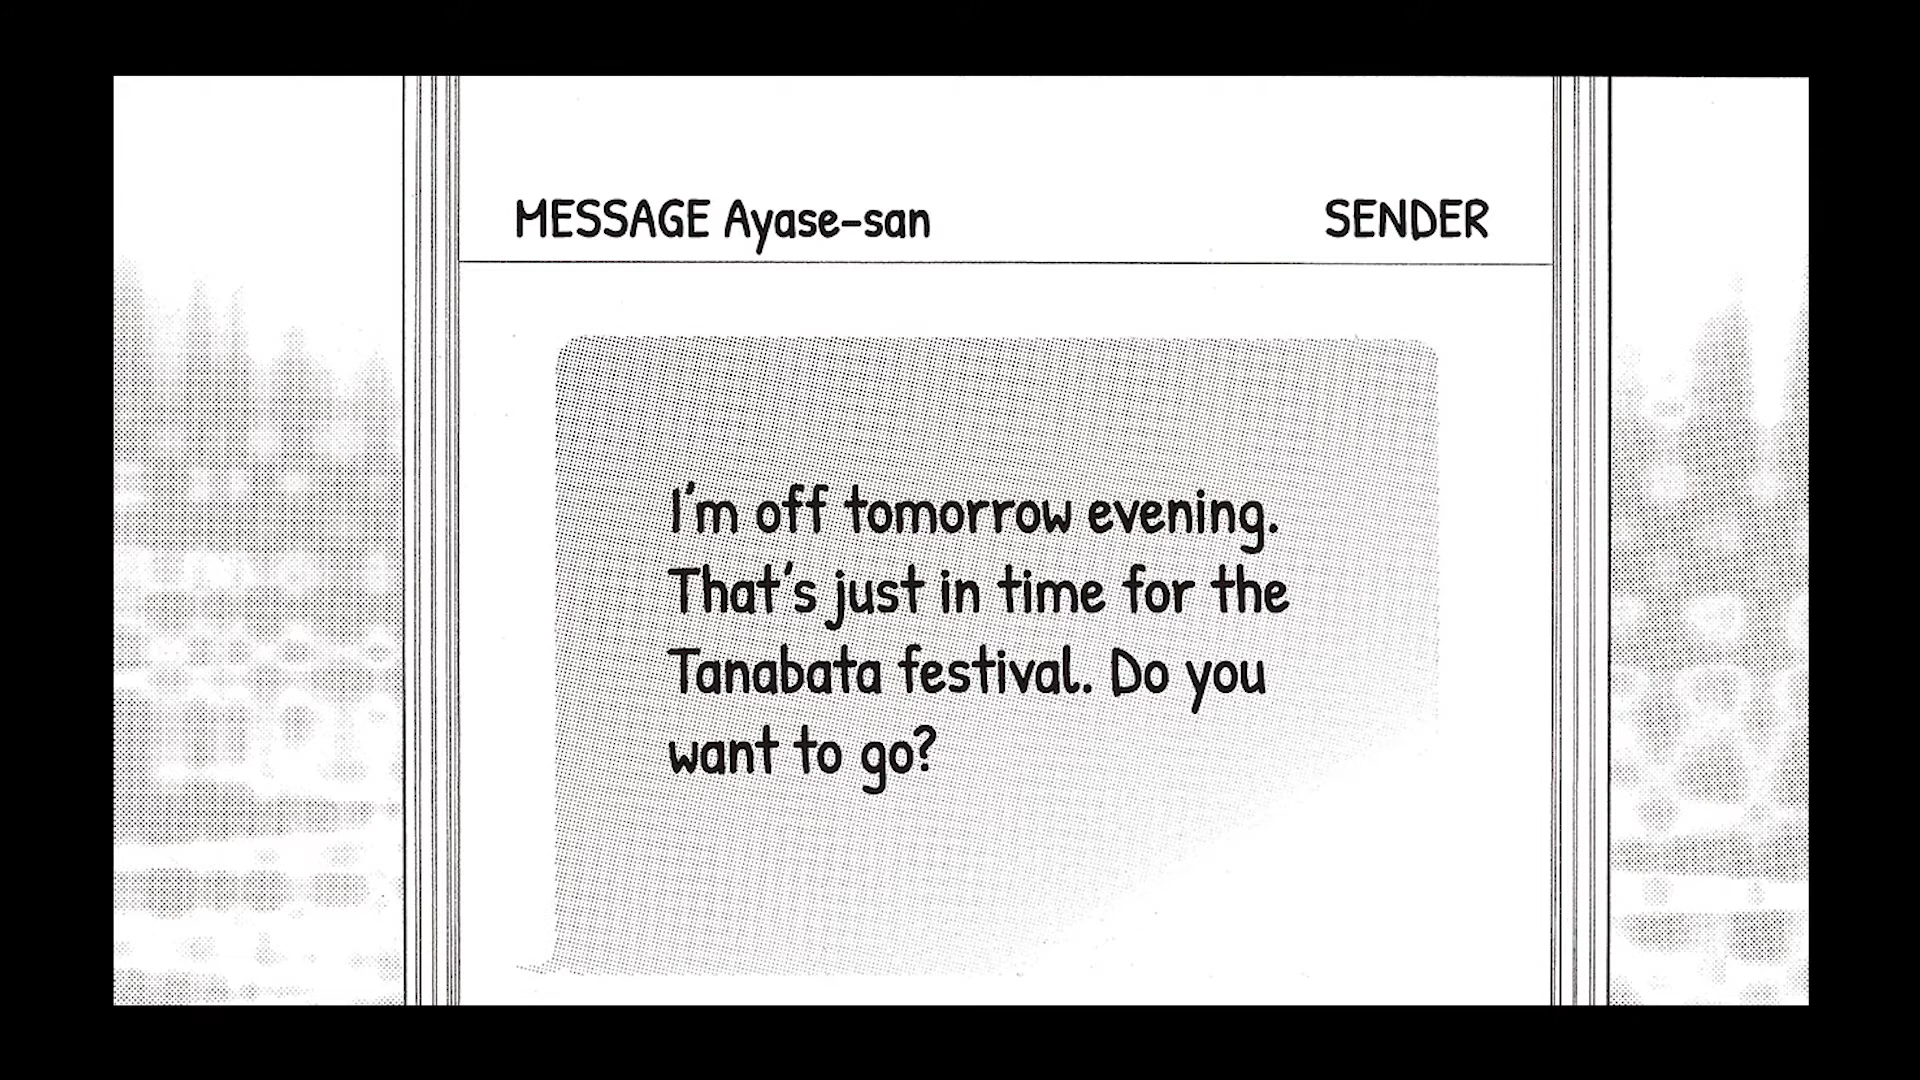 MESSAGE Ayase-san SENDER
I'm off tomorrow evening.
That's just in time for the
Tanabata festival. Do you
want to go?